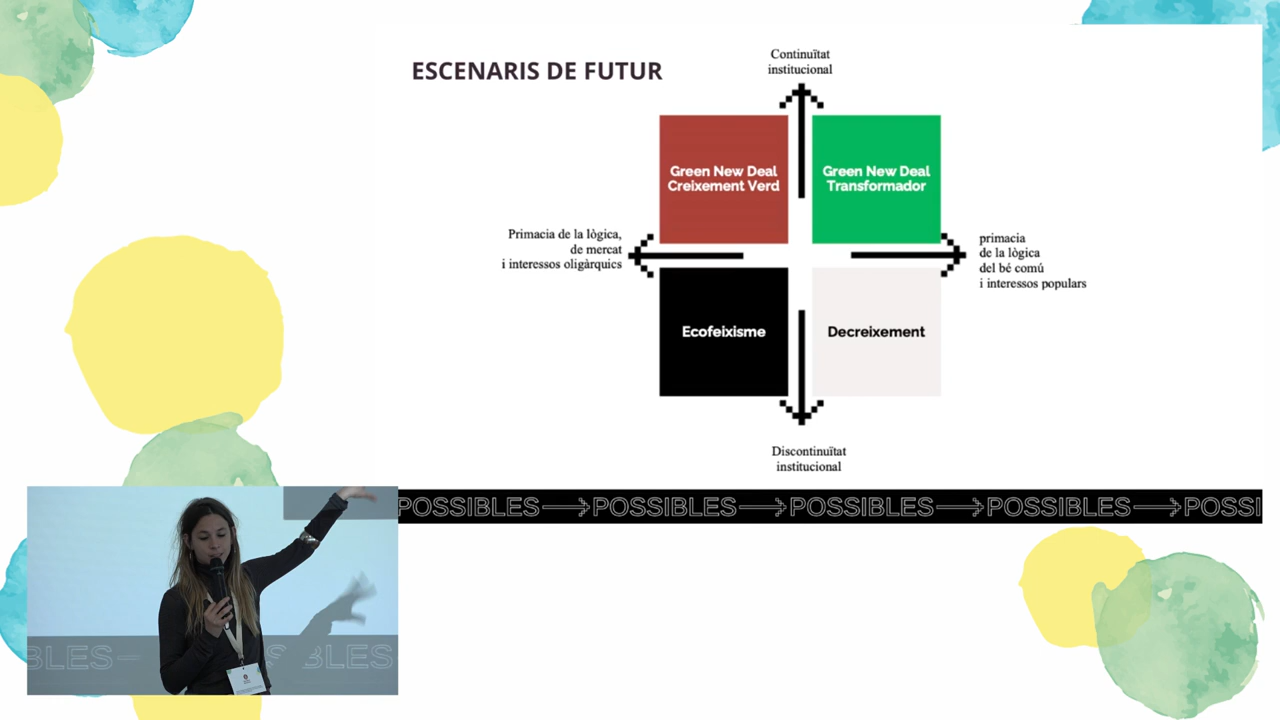 ESCENARIS DE FUTUR
Continuïtat
institucional
Green New Deal
Creixement Verd
Green New Deal
Transformador
Primacia de la lògica,
de mercat
i interessos oligàrquics
primacia
de la lògica
del bé comú
i interessos populars
Ecofeixisme
Decreixement
Discontinuïtat
institucional
POSSIBLES POSSIBLES POSSIBLES POSSIBLES POSSI
BLES S BLES